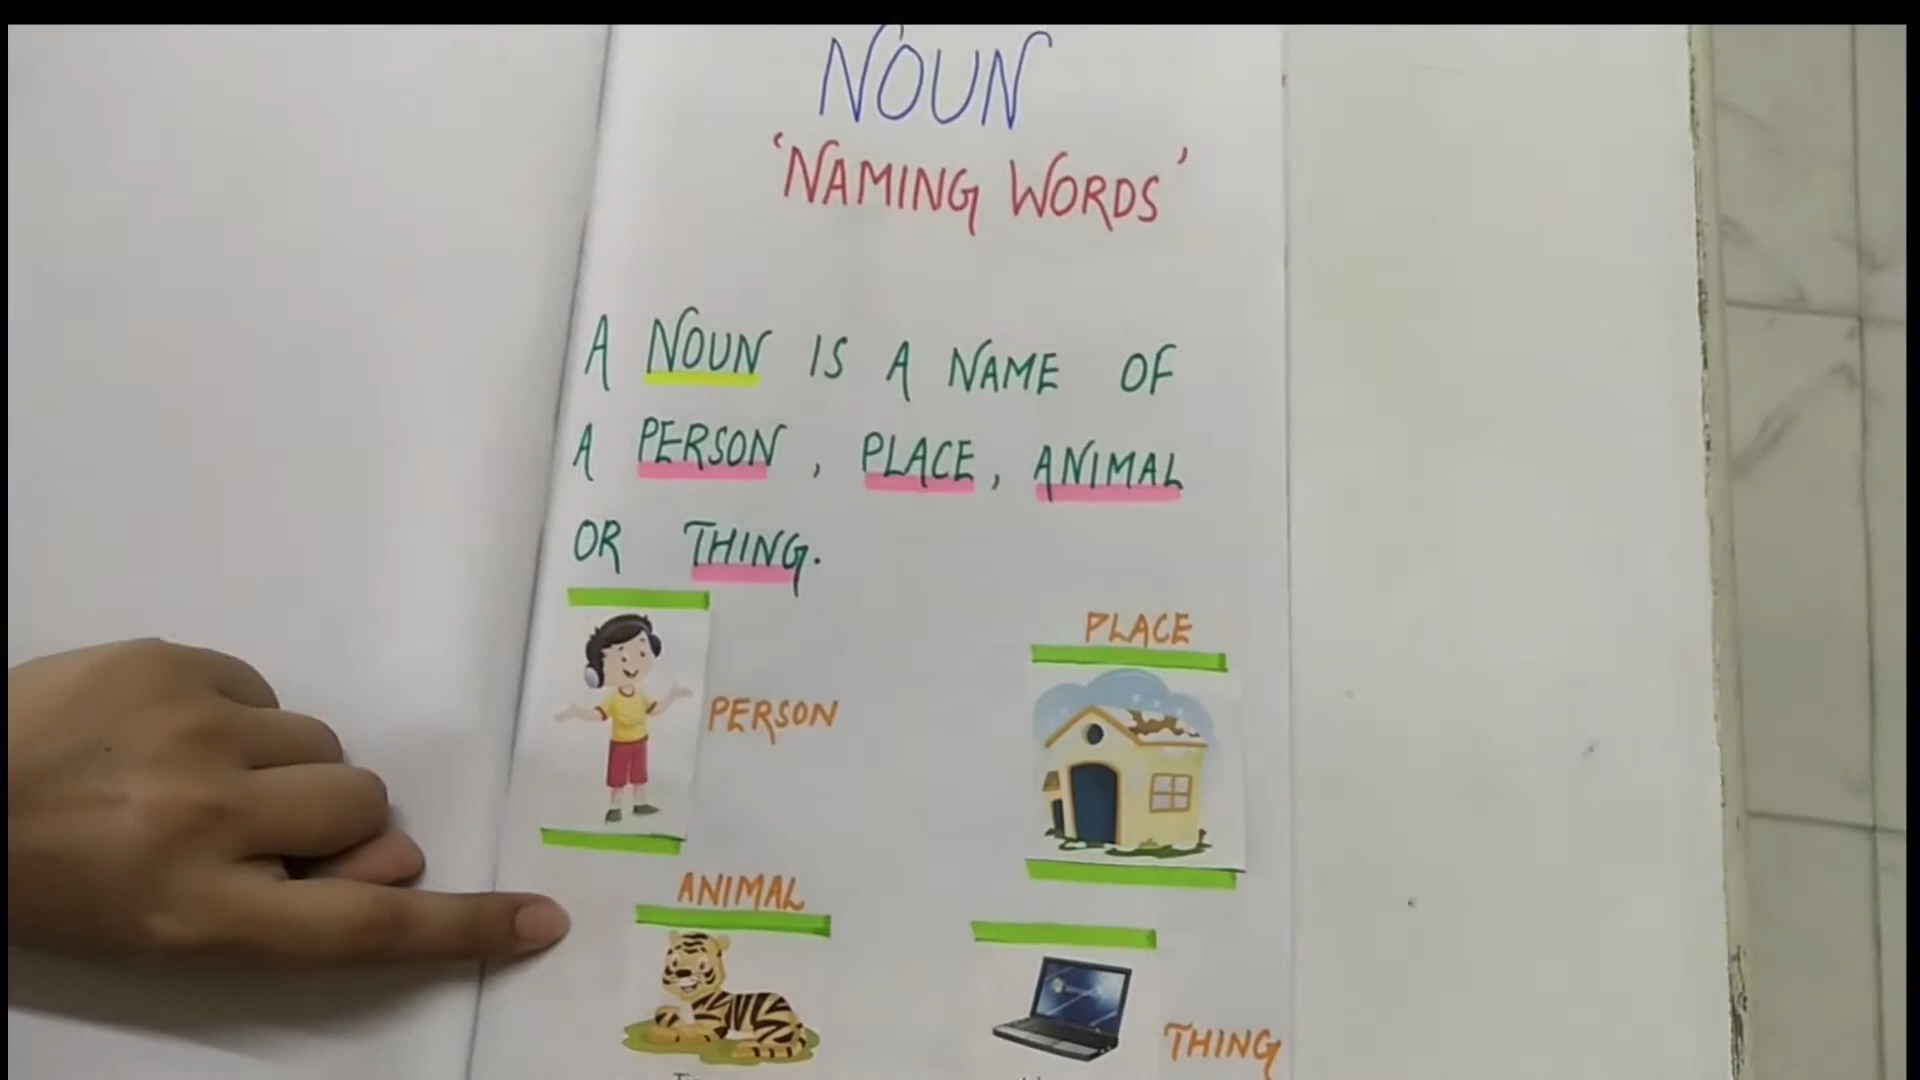 NOUN
'NAMING WORDS'
A NOUN IS A NAME OF
A PERSON, PLACE, ANIMAL
OR THING.
PLACE
PERSON
ANIMAL
THING